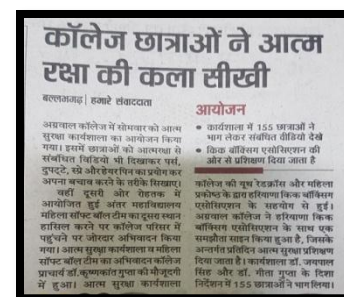 कॉलेज छात्राओं ने आत्म
रक्षा की कला सीखी
बल्लभगढ़ | हमारे संवाददाता
अग्रवाल कॉलेज में सोमवार को आत्म
सुरक्षा कार्यशाला का आयोजन किया
गया। इसमें छात्राओं को आत्मरक्षा से
संबंधित विडियो भी दिखाकर पर्स,
दुपट्टे, स्प्रे और हेयर पिन का प्रयोग कर
अपना बचाव करने के तरीके सिखाए।
वहीं दूसरी ओर रोहतक में
आयोजित हुई अंतर महाविद्यालय
महिला सॉफ्ट बॉल टीम का दूसरा स्थान
हासिल करने पर कॉलेज परिसर में
पहुंचने पर जोरदार अभिवादन किया
गया। आत्म सुरक्षा कार्यशाला व महिला
सॉफ्ट बॉल टीम का अभिवादन कॉलेज
प्राचार्य डॉ.कृष्णकांत गुप्ता की मौजूदगी
में हुआ। आत्म सुरक्षा कार्यशाला
आयोजन
• कार्यशाला में 155 छात्राओं ने
भाग लेकर संबंधित वीडियो देखे
• किक बॉक्सिंग एसोसिएशन की
ओर से प्रशिक्षण दिया जाता है
कॉलेज की यूथ रेडक्रॉस और महिला
प्रकोष्ठ के द्वारा हरियाणा किक बॉक्सिंग
एसोसिएशन के सहयोग से हुई।
अग्रवाल कॉलेज ने हरियाणा किक
बॉक्सिंग एसोसिएशन के साथ एक
समझौता साइन किया हुआ है, जिसके
अन्तर्गत प्रतिदिन आत्म सुरक्षा प्रशिक्षण
दिया जाता है। कार्यशाला डॉ. जयपाल
सिंह और डॉ. गीता गुप्ता के दिशा
निर्देशन में 155 छात्राओं ने भाग लिया।